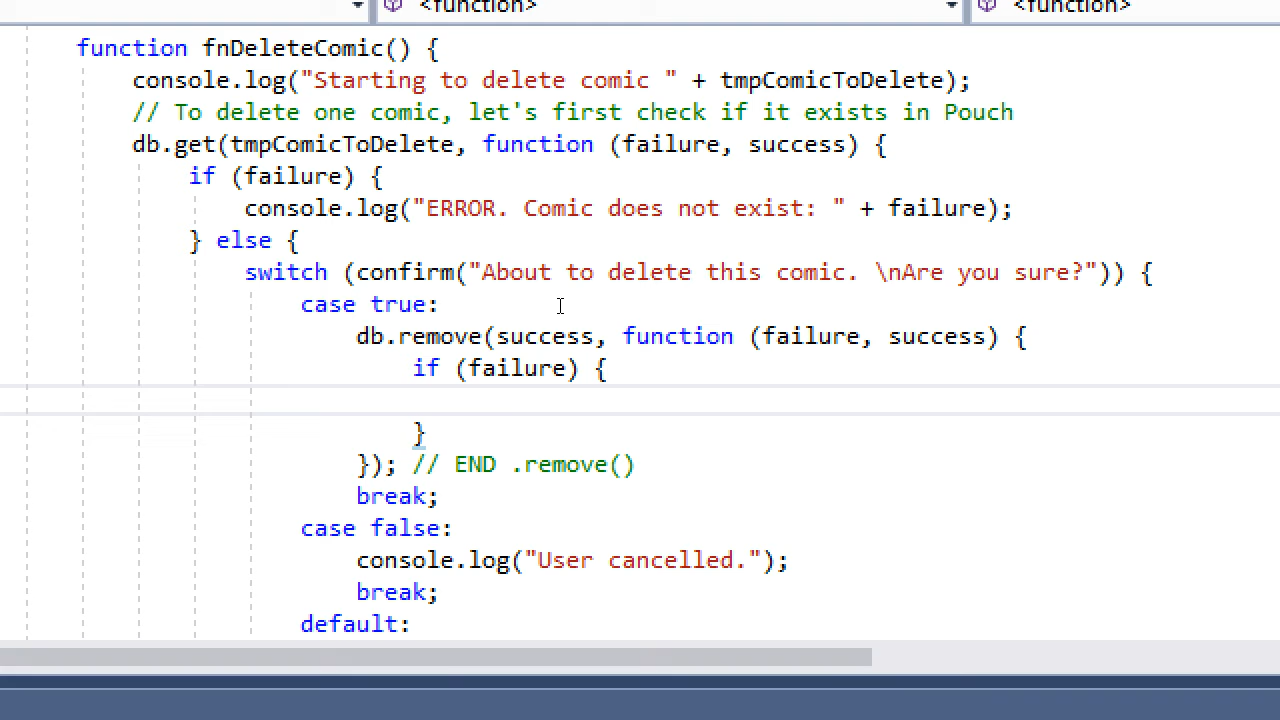 <function> <function>
function fnDeleteComic() {
console.log("Starting to delete comic " + tmpComicToDelete);
// To delete one comic, let's first check if it exists in Pouch
db.get(tmpComicToDelete, function (failure, success) {
if (failure) {
console.log("ERROR. Comic does not exist: " + failure);
} else {
switch (confirm("About to delete this comic. \nAre you sure?")) {
case true:
db.remove(success, function (failure, success) {
if (failure) {
}
}); // END .remove()
break;
case false:
console.log("User cancelled.");
break;
default: